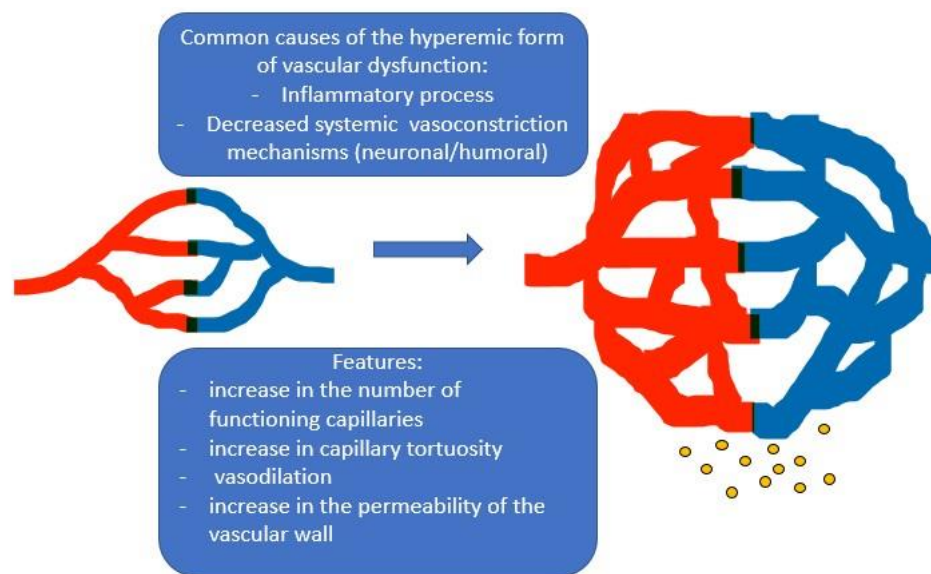 Common causes of the hyperemic form
of vascular dysfunction:
- Inflammatory process
- Decreased systemic vasoconstriction
mechanisms (neuronal/humoral)
Features:
- increase in the number of
functioning capillaries
- increase in capillary tortuosity
- vasodilation
- increase in the permeability of the
vascular wall